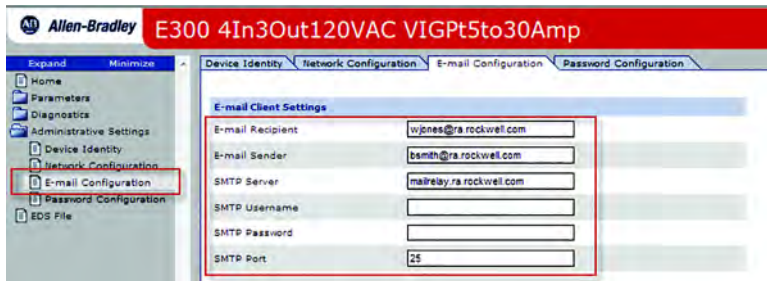 AB Allen-Bradley E300 4In3Out120VAC VIGPt5to30Amp
Expand Minimize
Home
Parameters
Diagnostics
Administrative Settings
Device Identity
Network Configuration
E-mail Configuration
Password Configuration
EDS File
Device Identity Network Configuration E-mail Configuration Password Configuration
E-mail Client Settings
E-mail Recipient wjones@ra.rockwell.com
E-mail Sender bsmith@ra.rockwell.com
SMTP Server mailrelay.ra.rockwell.com
SMTP Username
SMTP Password
SMTP Port 25